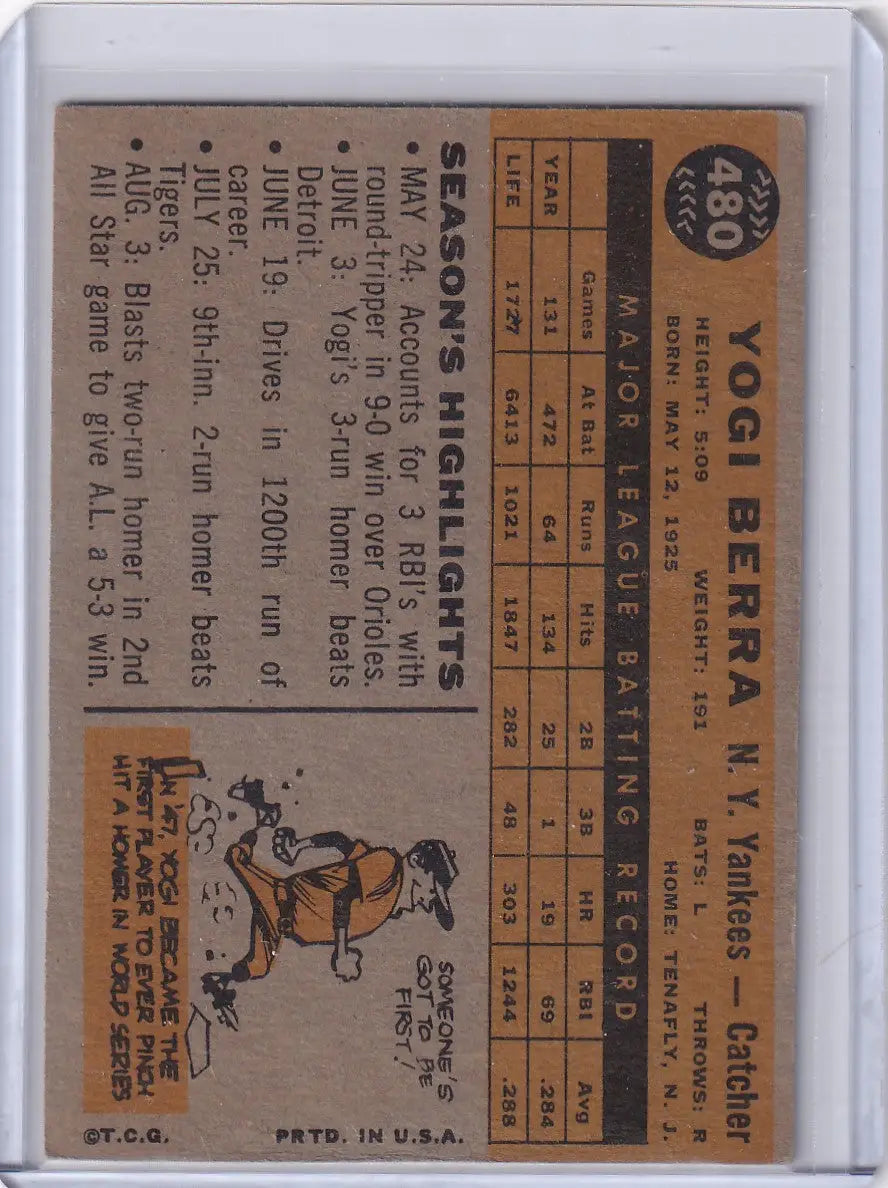 480
YOGI BERRA N. Y. Yankees — Catcher
HEIGHT: 5:09 WEIGHT: 191 BATS: L THROWS: R
BORN: MAY 12, 1925 HOME: TENAFLY, N. J.
MAJOR LEAGUE BATTING RECORD
Games At Bat Runs Hits 2B 3B HR RBI Avg
YEAR 131 472 64 134 25 1 19 69 .284
LIFE 1727 6413 1021 1847 282 48 303 1244 .288
SEASON'S HIGHLIGHTS
• MAY 24: Accounts for 3 RBI's with
round-tripper in 9-0 win over Orioles.
• JUNE 3: Yogi's 3-run homer beats
Detroit.
• JUNE 19: Drives in 1200th run of
career.
• JULY 25: 9th-inn. 2-run homer beats
Tigers.
• AUG. 3: Blasts two-run homer in 2nd
All Star game to give A.L. a 5-3 win.
SOMEONE'S
GOT TO BE
FIRST!
IN '47, YOGI BECAME THE
FIRST PLAYER TO EVER PINCH
HIT A HOMER IN WORLD SERIES
©T.C.G. PRTD. IN U.S.A.